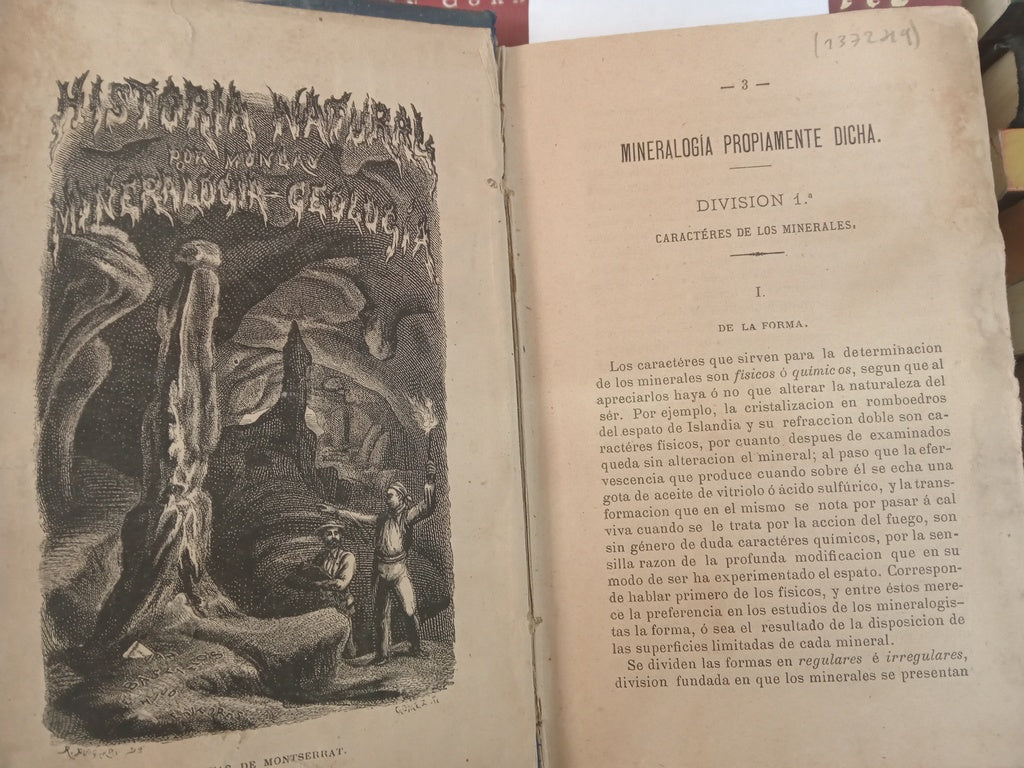 HISTORIA NATURAL
POR MONLAU
MINERALOGIA-GEOLOGIA
DE MONTSERRAT.
(1372219)
— 3 —
MINERALOGÍA PROPIAMENTE DICHA.
DIVISION 1.ª
CARACTÉRES DE LOS MINERALES,
I.
DE LA FORMA.
Los caractéres que sirven para la determinacion
de los minerales son físicos ó químicos, segun que al
apreciarlos haya ó no que alterar la naturaleza del
sér. Por ejemplo, la cristalizacion en romboedros
del espato de Islandia y su refraccion doble son ca-
ractéres físicos, por cuanto despues de examinados
queda sin alteracion el mineral; al paso que la efer-
vescencia que produce cuando sobre él se echa una
gota de aceite de vitriolo ó ácido sulfúrico, y la trans-
formacion que en el mismo se nota por pasar á cal
viva cuando se le trata por la accion del fuego, son
sin género de duda caractéres químicos, por la sen-
silla razon de la profunda modificacion que en su
modo de ser ha experimentado el espato. Correspon-
de hablar primero de los físicos, y entre éstos mere-
ce la preferencia en los estudios de los mineralogis-
tas la forma, ó sea el resultado de la disposicion de
las superficies limitadas de cada mineral.
Se dividen las formas en regulares é irregulares,
division fundada en que los minerales se presentan